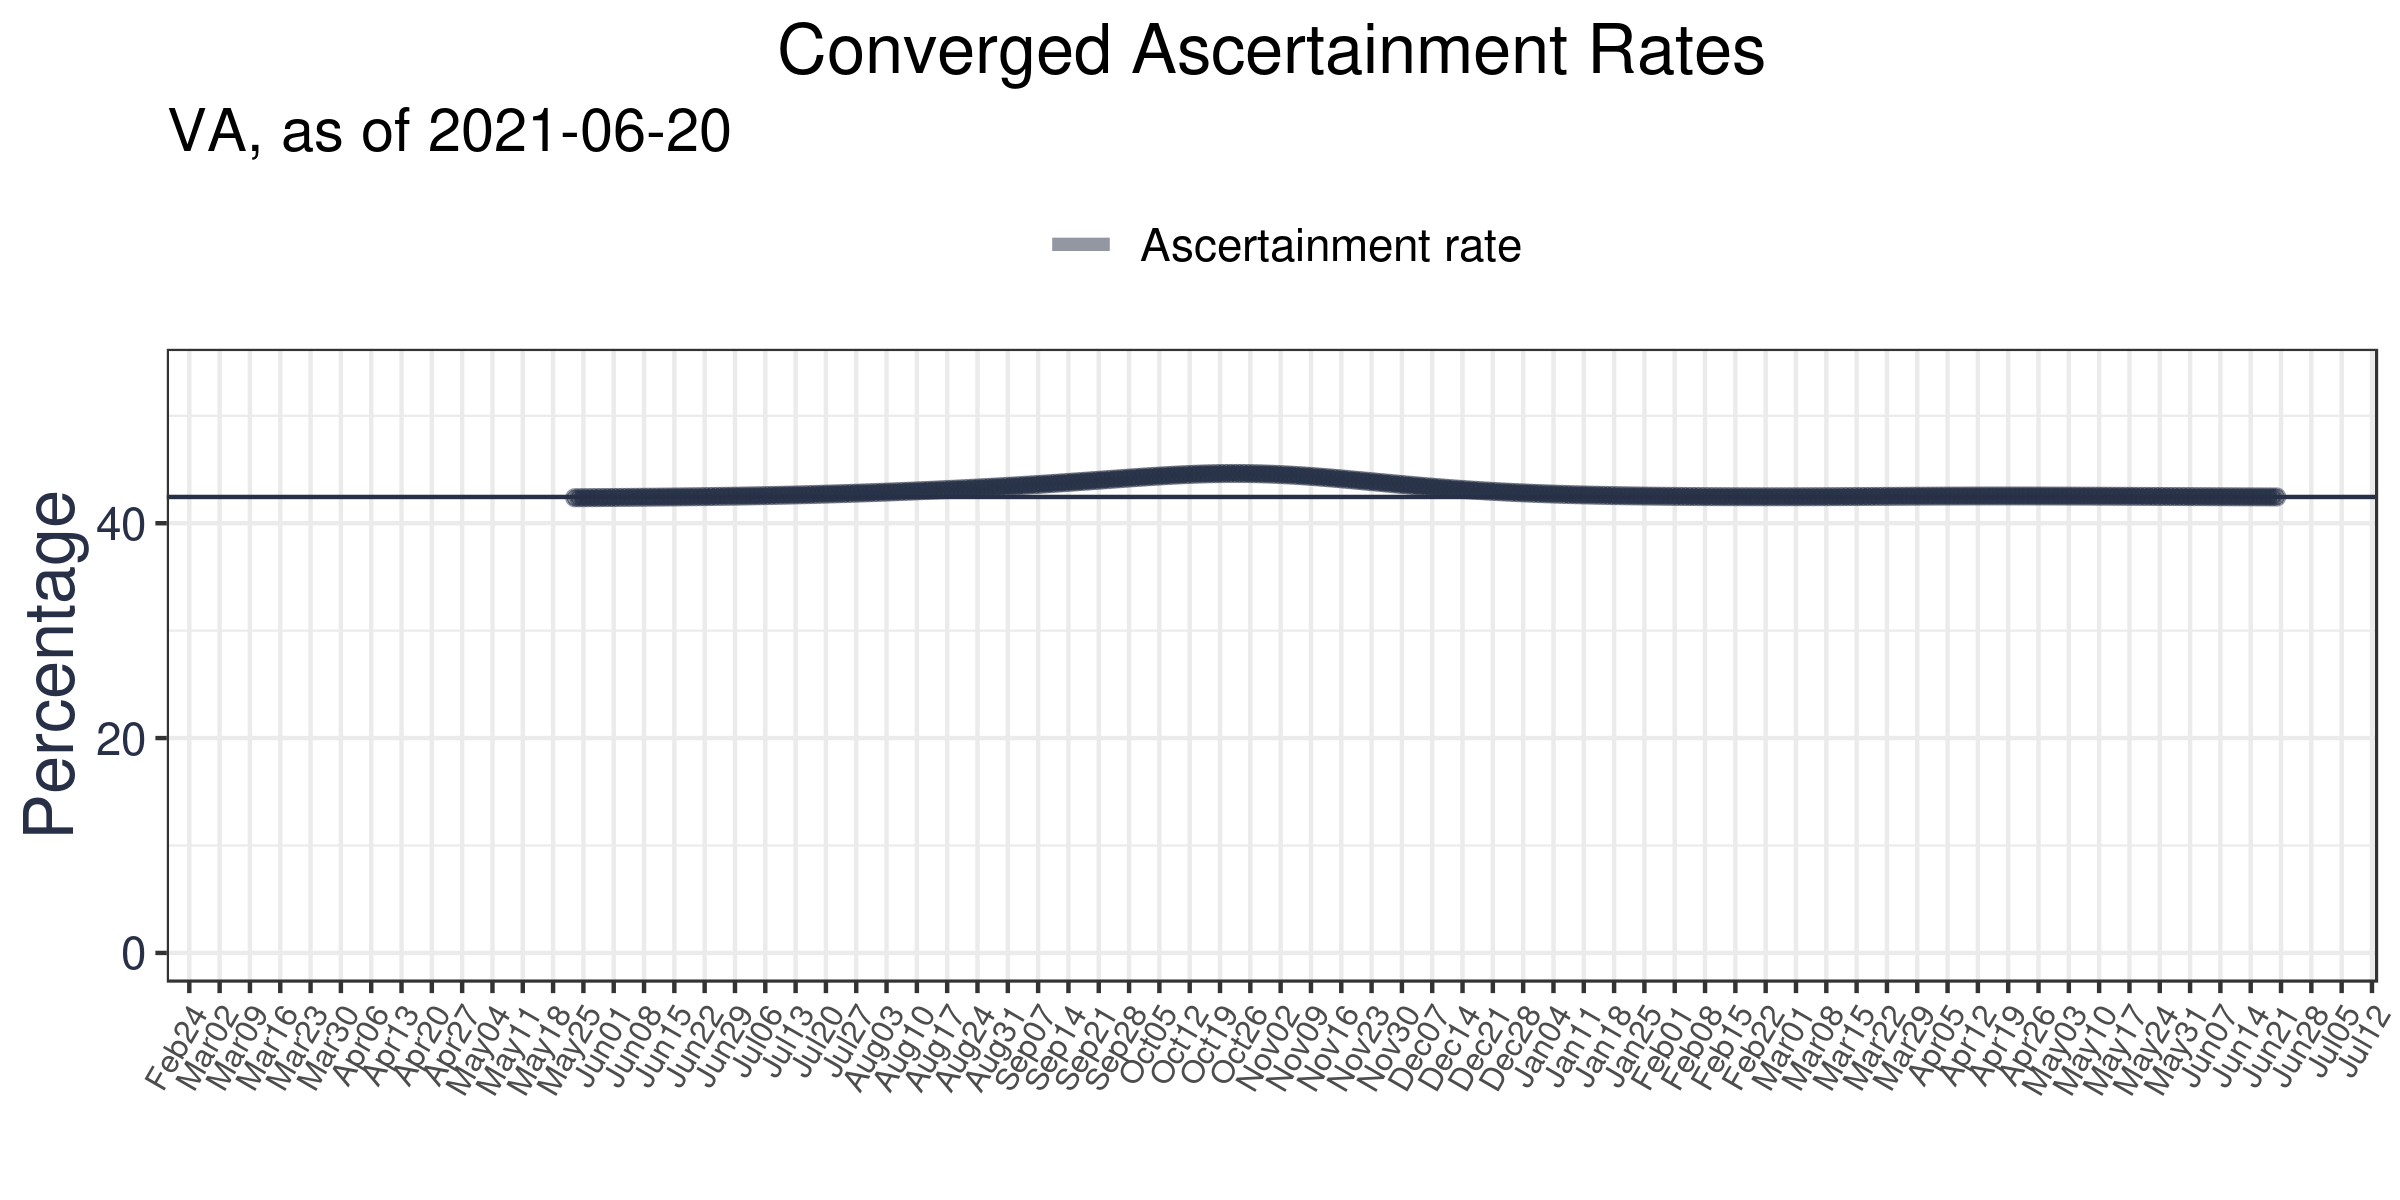 Converged Ascertainment Rates
VA, as of 2021-06-20
Ascertainment rate
Percentage
40
20
0
Feb24
Mar02
Mar09
Mar16
Mar23
Mar30
Apr06
Apr13
Apr20
Apr27
May04
May11
May18
May25
Jun01
Jun08
Jun15
Jun22
Jun29
Jul06
Jul13
Jul20
Jul27
Aug03
Aug10
Aug17
Aug24
Aug31
Sep07
Sep14
Sep21
Sep28
Oct05
Oct12
Oct19
Oct26
Nov02
Nov09
Nov16
Nov23
Nov30
Dec07
Dec14
Dec21
Dec28
Jan04
Jan11
Jan18
Jan25
Feb01
Feb08
Feb15
Feb22
Mar01
Mar08
Mar15
Mar22
Mar29
Apr05
Apr12
Apr19
Apr26
May03
May10
May17
May24
May31
Jun07
Jun14
Jun21
Jun28
Jul05
Jul12